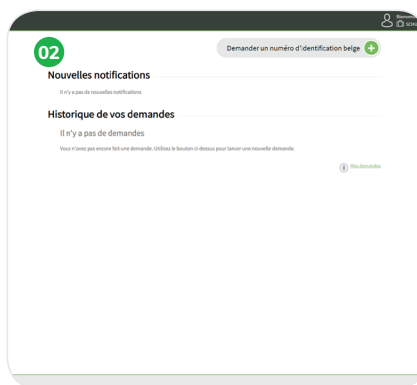 Bienvenue
02
Demander un numéro d'identification belge
Nouvelles notifications
Il n'y a pas de nouvelles notifications
Historique de vos demandes
Il n'y a pas de demandes
Vous n'avez pas encore fait une demande. Utilisez le bouton ci-dessus pour lancer une nouvelle demande.
i